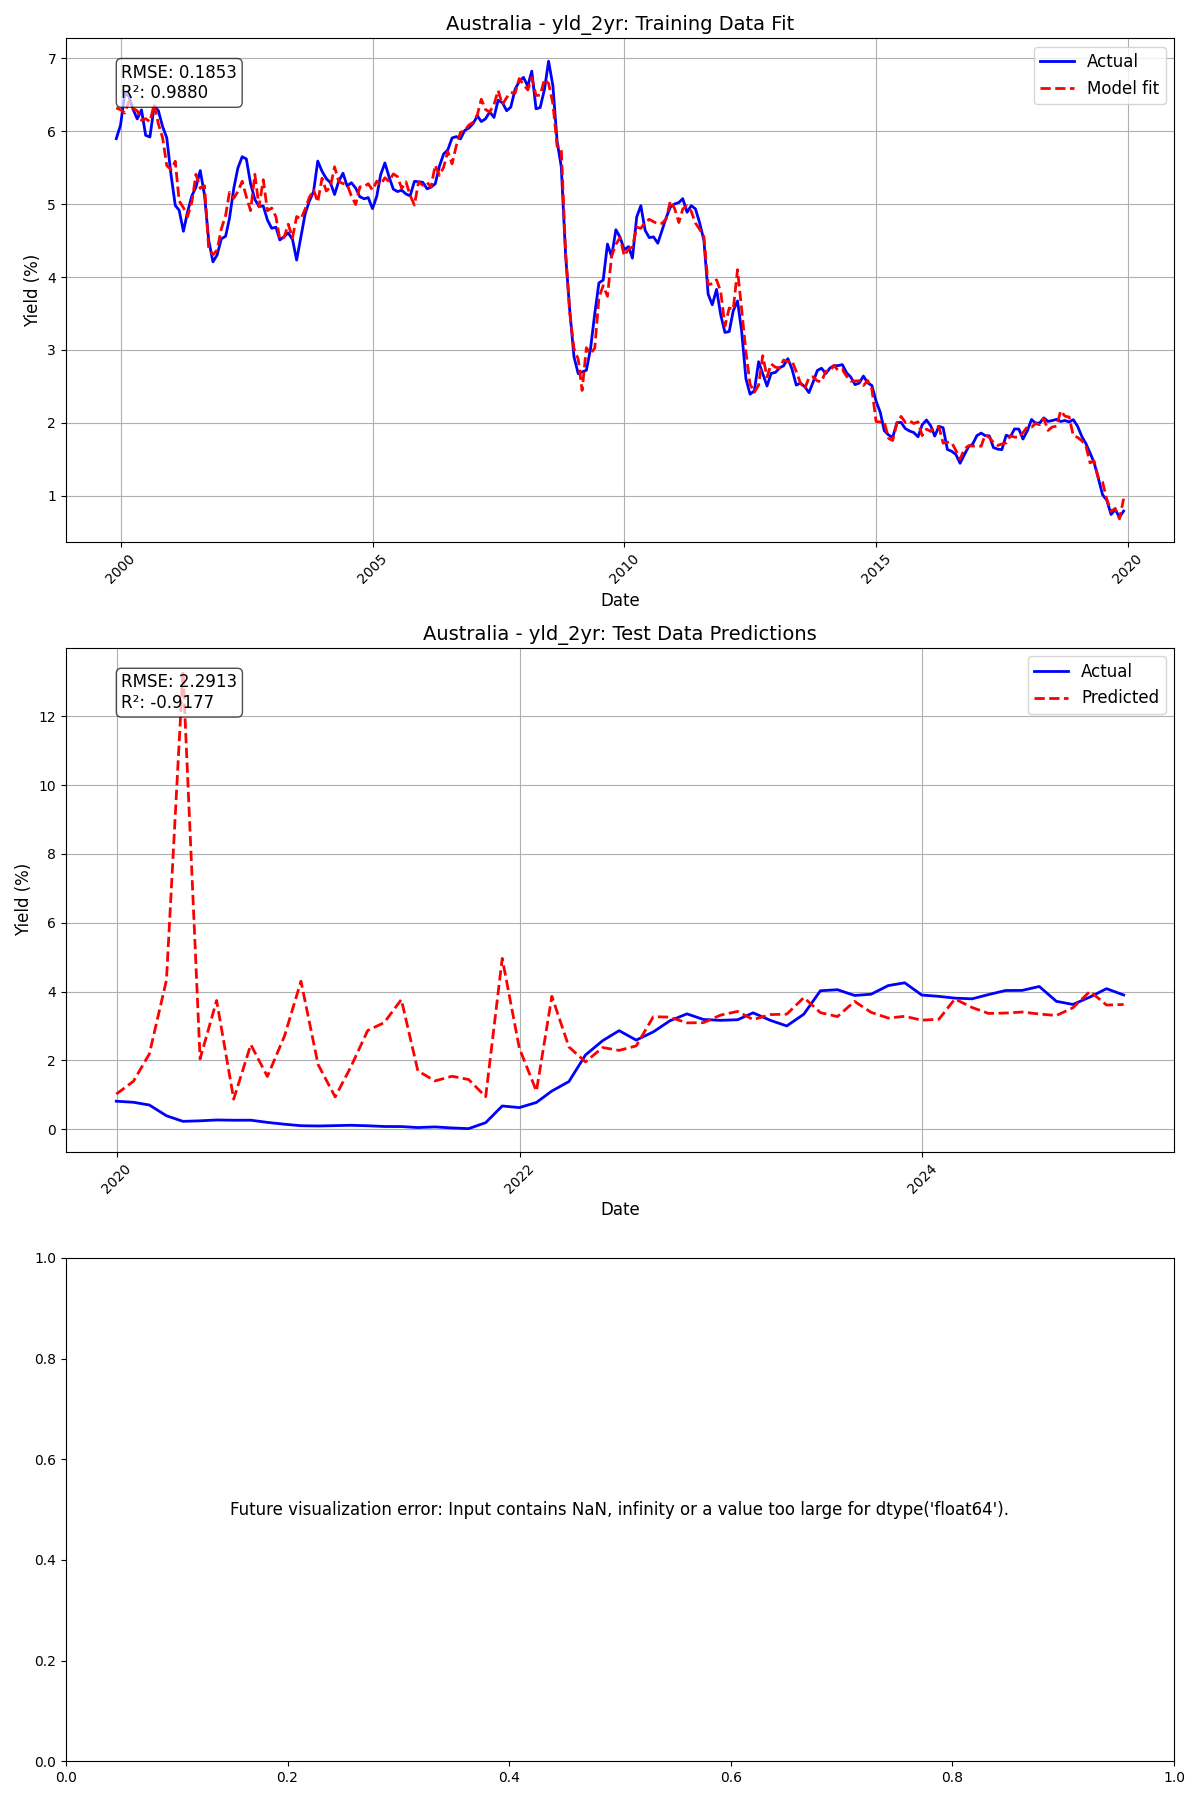 Australia - yld_2yr: Training Data Fit
RMSE: 0.1853
R²: 0.9880
Actual
Model fit
Yield (%)
7
6
5
4
3
2
1
2000
2005
2010
2015
2020
Date
Australia - yld_2yr: Test Data Predictions
RMSE: 2.2913
R²: -0.9177
Actual
Predicted
Yield (%)
12
10
8
6
4
2
0
2020
2022
2024
Date
1.0
0.8
0.6
0.4
0.2
0.0
Future visualization error: Input contains NaN, infinity or a value too large for dtype('float64').
0.0
0.2
0.4
0.6
0.8
1.0